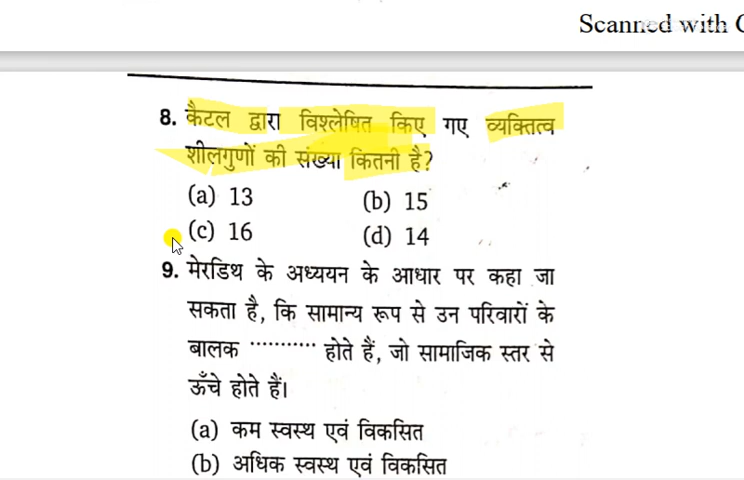 Scanned with C
8. कैटल द्वारा विश्लेषित किए गए व्यक्तित्व
शीलगुणों की संख्या कितनी है?
(a) 13 (b) 15
(c) 16 (d) 14
9. मेरडिथ के अध्ययन के आधार पर कहा जा
सकता है, कि सामान्य रूप से उन परिवारों के
बालक ........... होते हैं, जो सामाजिक स्तर से
ऊँचे होते हैं।
(a) कम स्वस्थ एवं विकसित
(b) अधिक स्वस्थ एवं विकसित